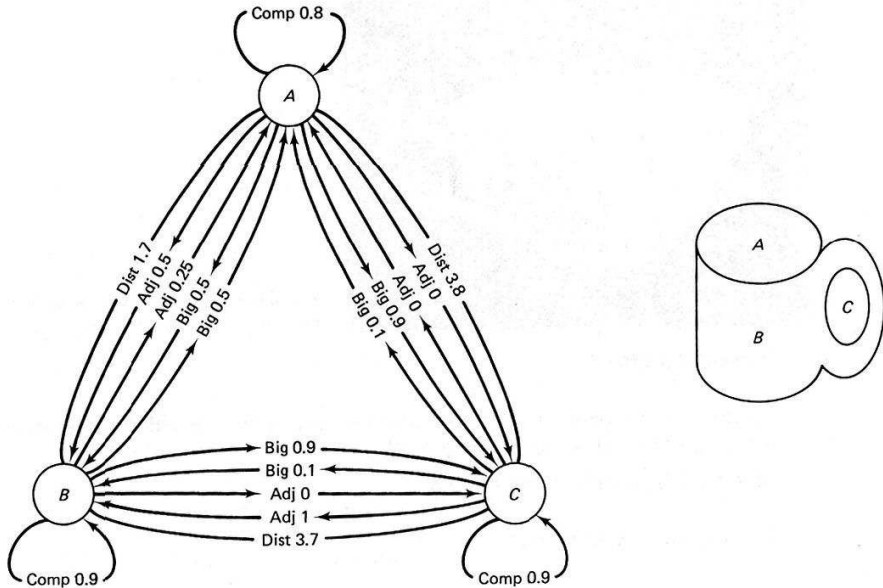 Comp 0.8
A
Dist 1.7
Adj 0.5
Adj 0.25
Big 0.5
Big 0.5
Big 0.1
Big 0.9
Adj 0
Adj 0
Dist 3.8
A
B
C
Big 0.9
Big 0.1
Adj 0
Adj 1
Dist 3.7
B
C
Comp 0.9
Comp 0.9